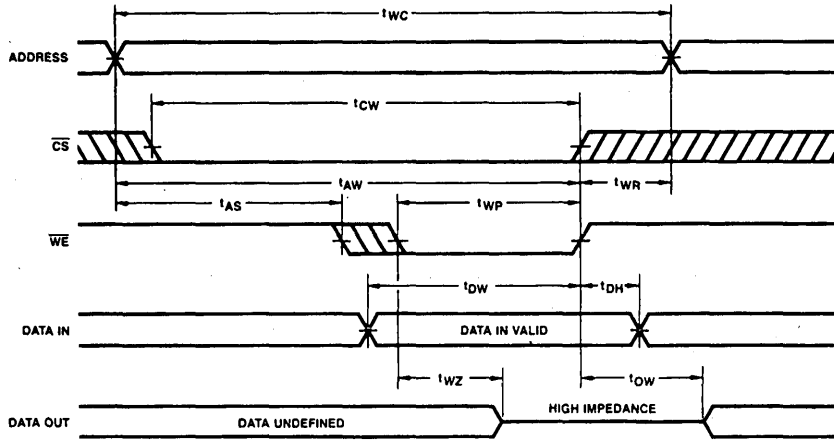 tWC
ADDRESS
tCW
CS
tAW
tWR
tAS
tWP
WE
tDW
tDH
DATA IN
DATA IN VALID
tWZ
tOW
HIGH IMPEDANCE
DATA OUT
DATA UNDEFINED